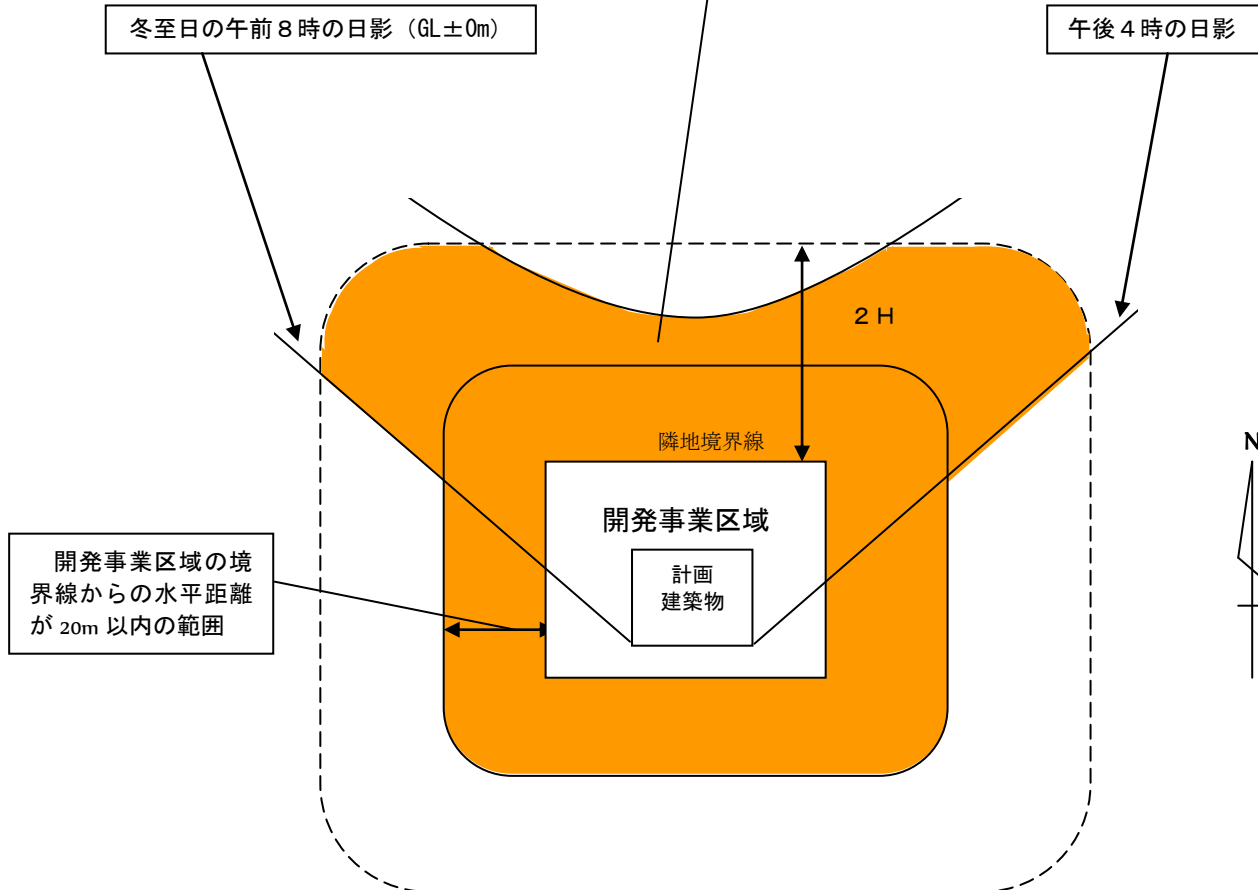 冬至日の午前８時の日影（GL±0m）
午後４時の日影
２Ｈ
隣地境界線
N
開発事業区域
計画
建築物
開発事業区域の境
界線からの水平距離
が 20m 以内の範囲